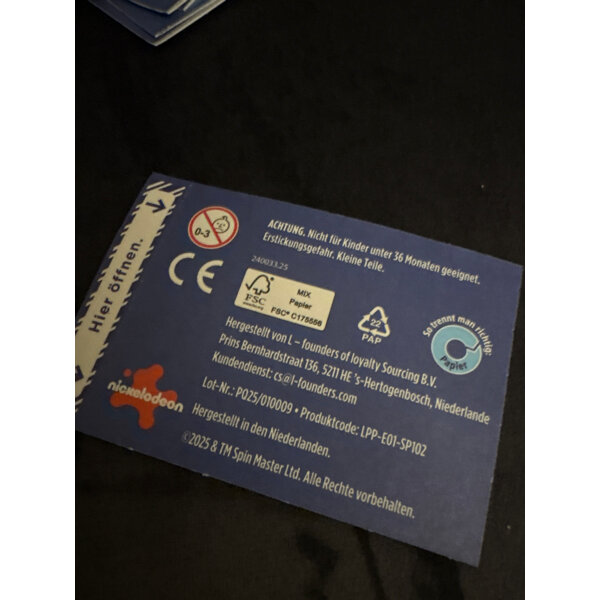 Hier öffnen.
0-3
ACHTUNG. Nicht für Kinder unter 36 Monaten geeignet.
Erstickungsgefahr. Kleine Teile.
240033.25
CE
FSC
MIX
Papier
FSC® C175556
22
PAP
So trennt man richtig:
Papier
Hergestellt von L – founders of loyalty Sourcing B.V.
Prins Bernhardstraat 136, 5211 HE 's-Hertogenbosch, Niederlande
Kundendienst: cs@l-founders.com
Lot-Nr.: PO25/010009 • Produktcode: LPP-E01-SP102
nickelodeon
Hergestellt in den Niederlanden.
©2025 & TM Spin Master Ltd. Alle Rechte vorbehalten.